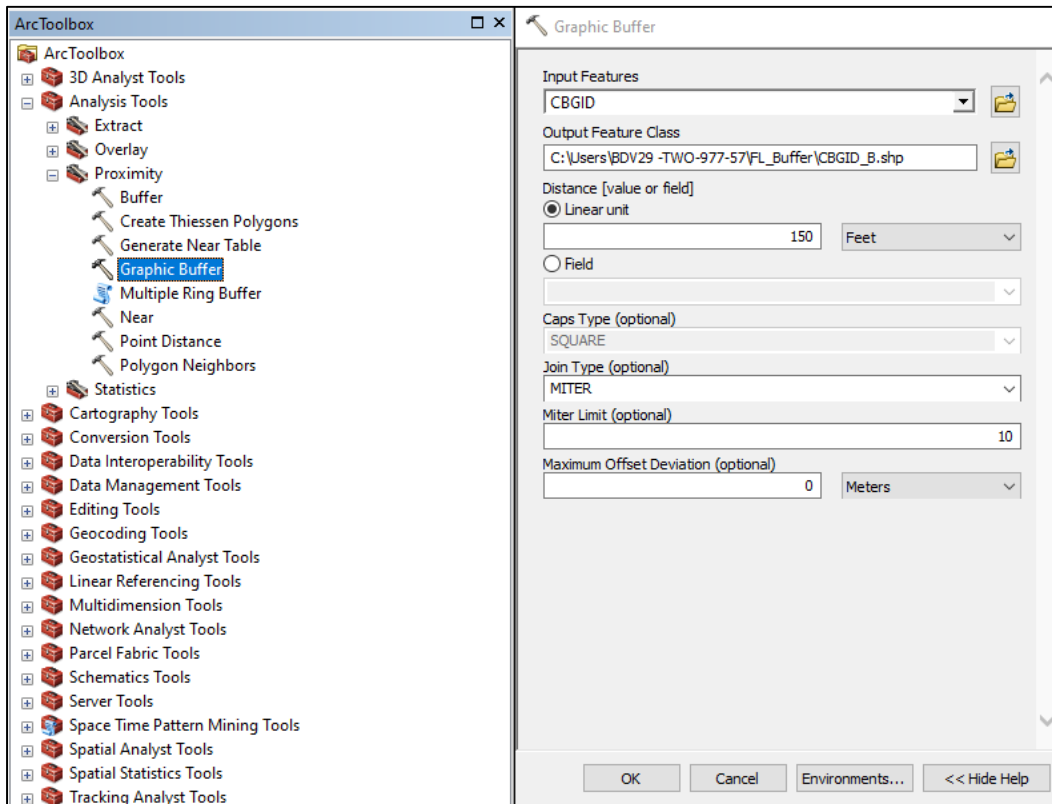 ArcToolbox
ArcToolbox
3D Analyst Tools
Analysis Tools
Extract
Overlay
Proximity
Buffer
Create Thiessen Polygons
Generate Near Table
Graphic Buffer
Multiple Ring Buffer
Near
Point Distance
Polygon Neighbors
Statistics
Cartography Tools
Conversion Tools
Data Interoperability Tools
Data Management Tools
Editing Tools
Geocoding Tools
Geostatistical Analyst Tools
Linear Referencing Tools
Multidimension Tools
Network Analyst Tools
Parcel Fabric Tools
Schematics Tools
Server Tools
Space Time Pattern Mining Tools
Spatial Analyst Tools
Spatial Statistics Tools
Tracking Analyst Tools
Graphic Buffer
Input Features
CBGID
Output Feature Class
C:\Users\BDV29 -TWO-977-57\FL_Buffer\CBGID_B.shp
Distance [value or field]
Linear unit
150 Feet
Field
Caps Type (optional)
SQUARE
Join Type (optional)
MITER
Miter Limit (optional)
10
Maximum Offset Deviation (optional)
0 Meters
OK Cancel Environments... << Hide Help